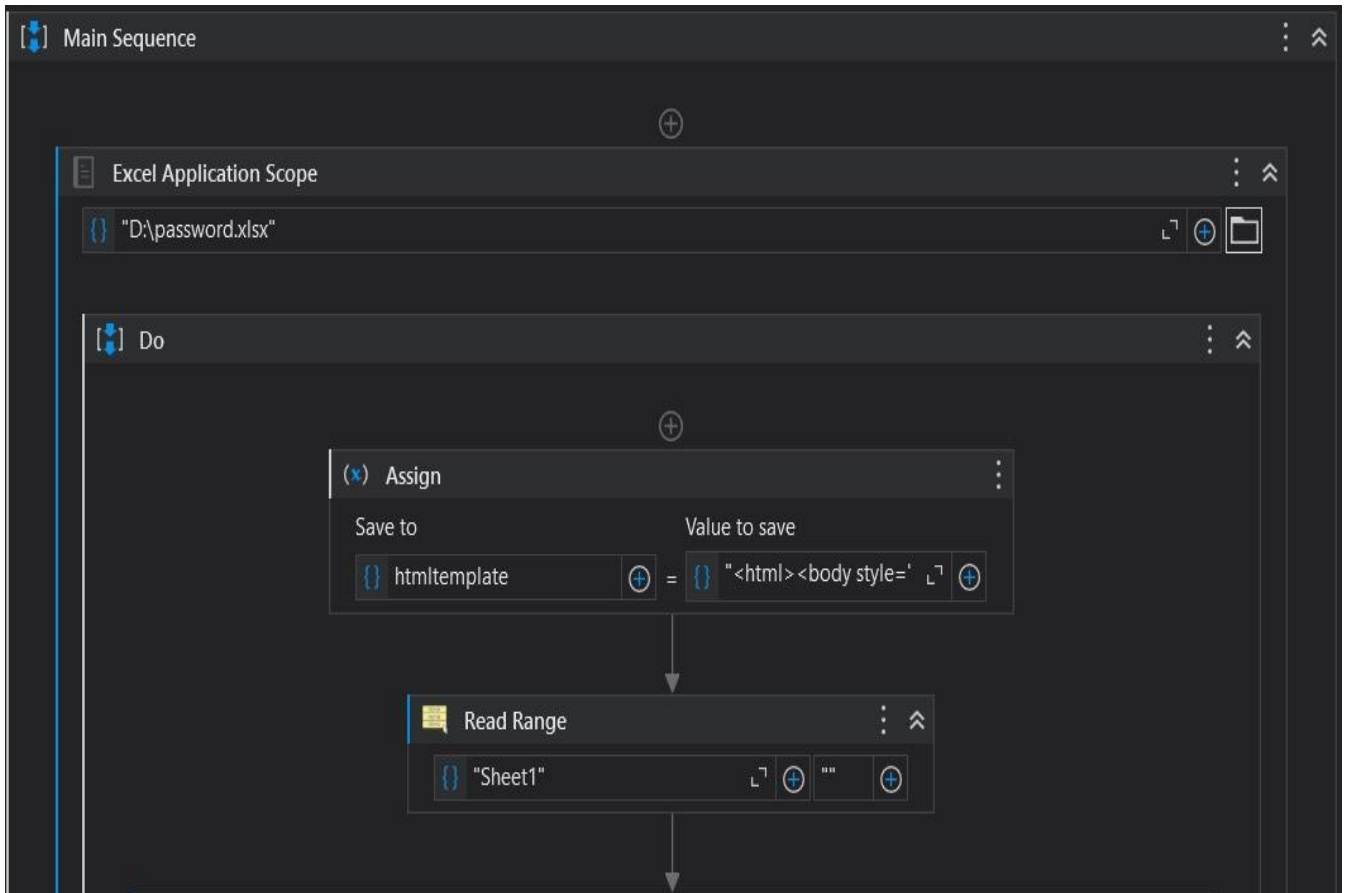 Main Sequence
Excel Application Scope
"D:\password.xlsx"
Do
Assign
Save to Value to save
htmltemplate = "<html><body style='
Read Range
"Sheet1" ""